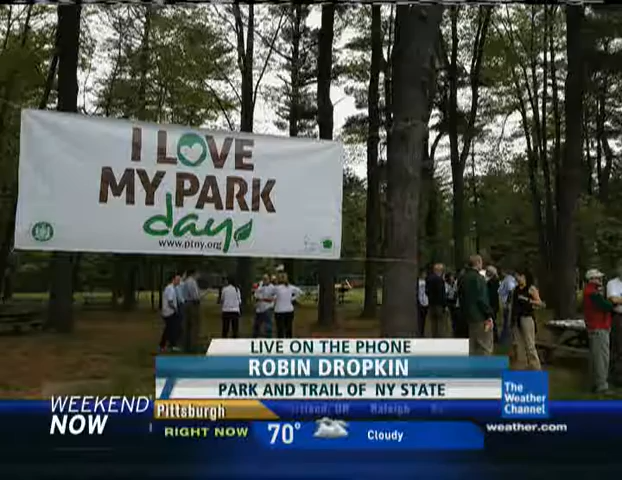 I LOVE
MY PARK
day
www.ptny.org
LIVE ON THE PHONE
ROBIN DROPKIN
PARK AND TRAIL OF NY STATE
The
Weather
Channel
weather.com
WEEKEND
NOW
Pittsburgh
Raleigh
RIGHT NOW
70°
Cloudy